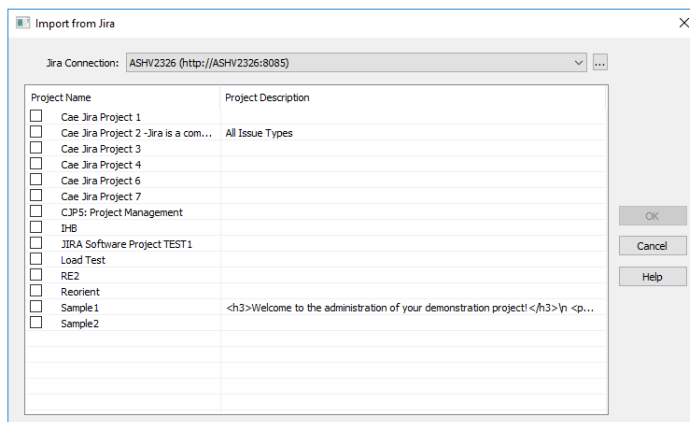 Import from Jira
Jira Connection: ASHV2326 (http://ASHV2326:8085) ...
Project Name Project Description
Cae Jira Project 1
Cae Jira Project 2 -Jira is a com... All Issue Types
Cae Jira Project 3
Cae Jira Project 4
Cae Jira Project 6
Cae Jira Project 7
CJP5: Project Management
IHB
JIRA Software Project TEST1
Load Test
RE2
Reorient
Sample1 <h3>Welcome to the administration of your demonstration project!</h3>\n <p...
Sample2
OK
Cancel
Help